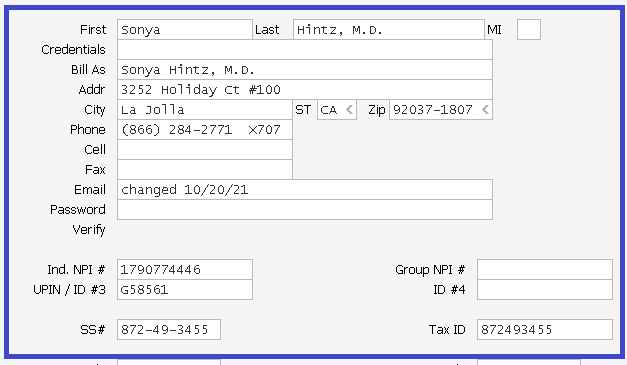 First Sonya Last Hintz, M.D. MI
Credentials
Bill As Sonya Hintz, M.D.
Addr 3252 Holiday Ct #100
City La Jolla ST CA < Zip 92037-1807 <
Phone (866) 284-2771 X707
Cell
Fax
Email changed 10/20/21
Password
Verify
Ind. NPI # 1790774446 Group NPI #
UPIN / ID #3 G58561 ID #4
SS# 872-49-3455 Tax ID 872493455